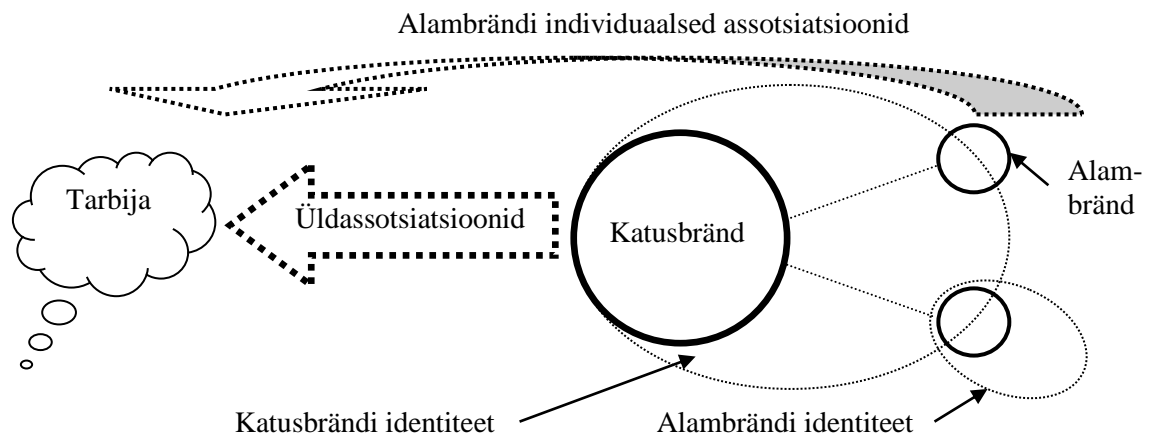 Alambrändi individuaalsed assotsiatsioonid
Tarbija
Üldassotsiatsioonid
Katusbränd
Alam-
bränd
Katusbrändi identiteet
Alambrändi identiteet